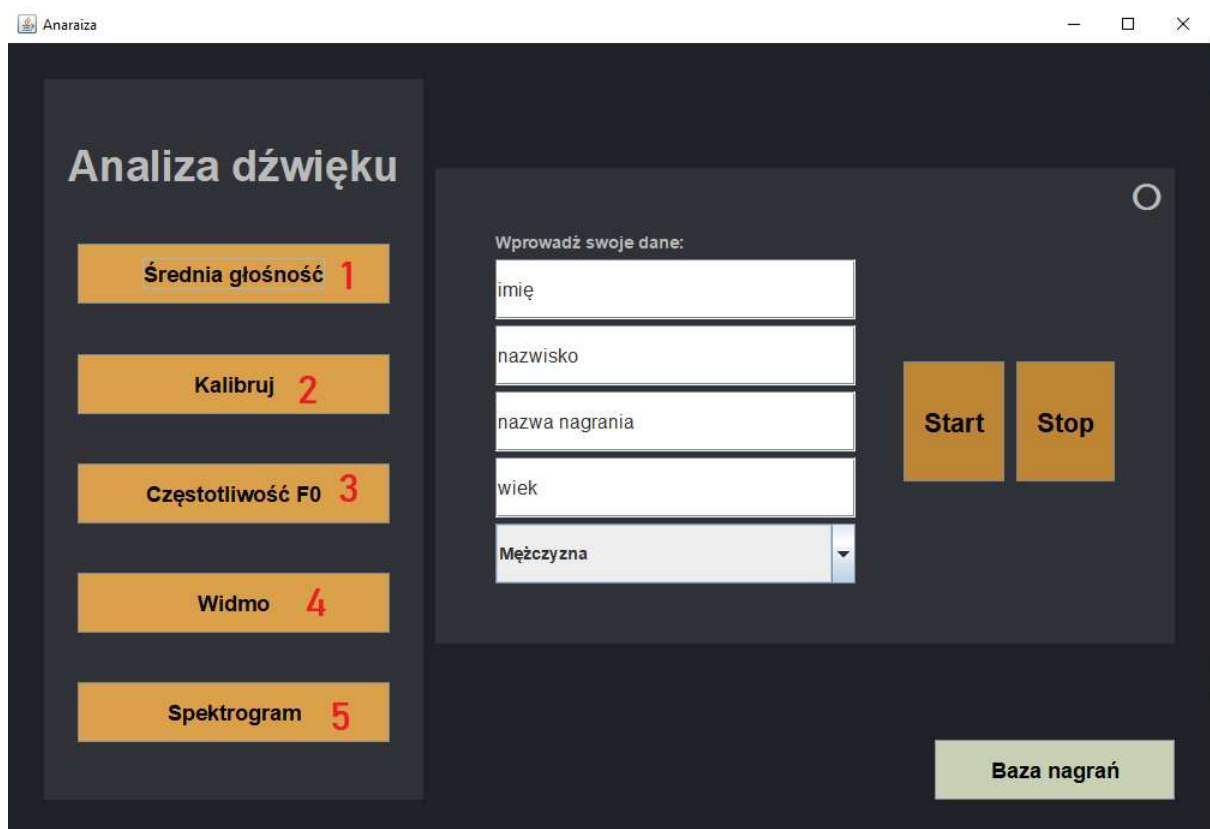 Anaraiza
Analiza dźwięku
Średnia głośność 1
Kalibruj 2
Częstotliwość F0 3
Widmo 4
Spektrogram 5
Wprowadź swoje dane:
imię
nazwisko
nazwa nagrania
wiek
Mężczyzna
Start
Stop
Baza nagrań